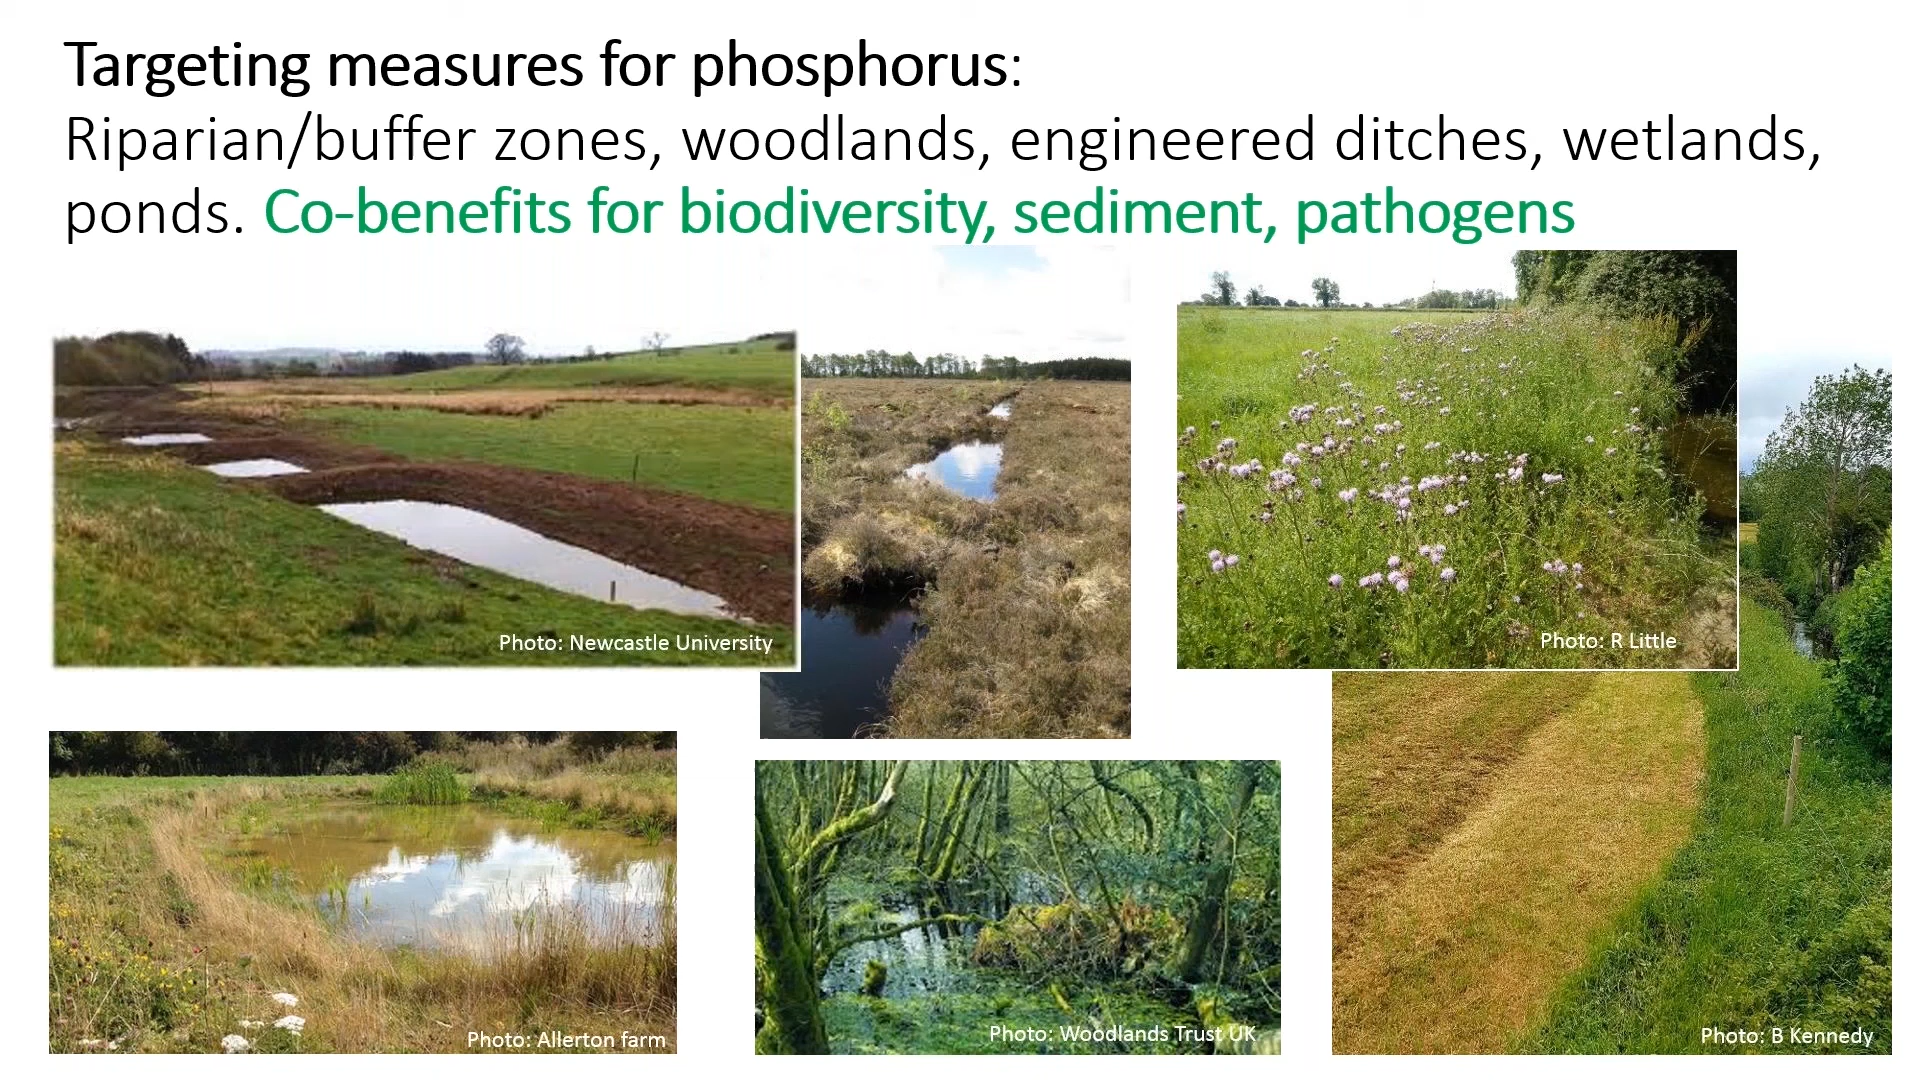 Targeting measures for phosphorus:
Riparian/buffer zones, woodlands, engineered ditches, wetlands,
ponds. Co-benefits for biodiversity, sediment, pathogens
Photo: Newcastle University
Photo: R Little
Photo: Allerton farm
Photo: Woodlands Trust UK
Photo: B Kennedy